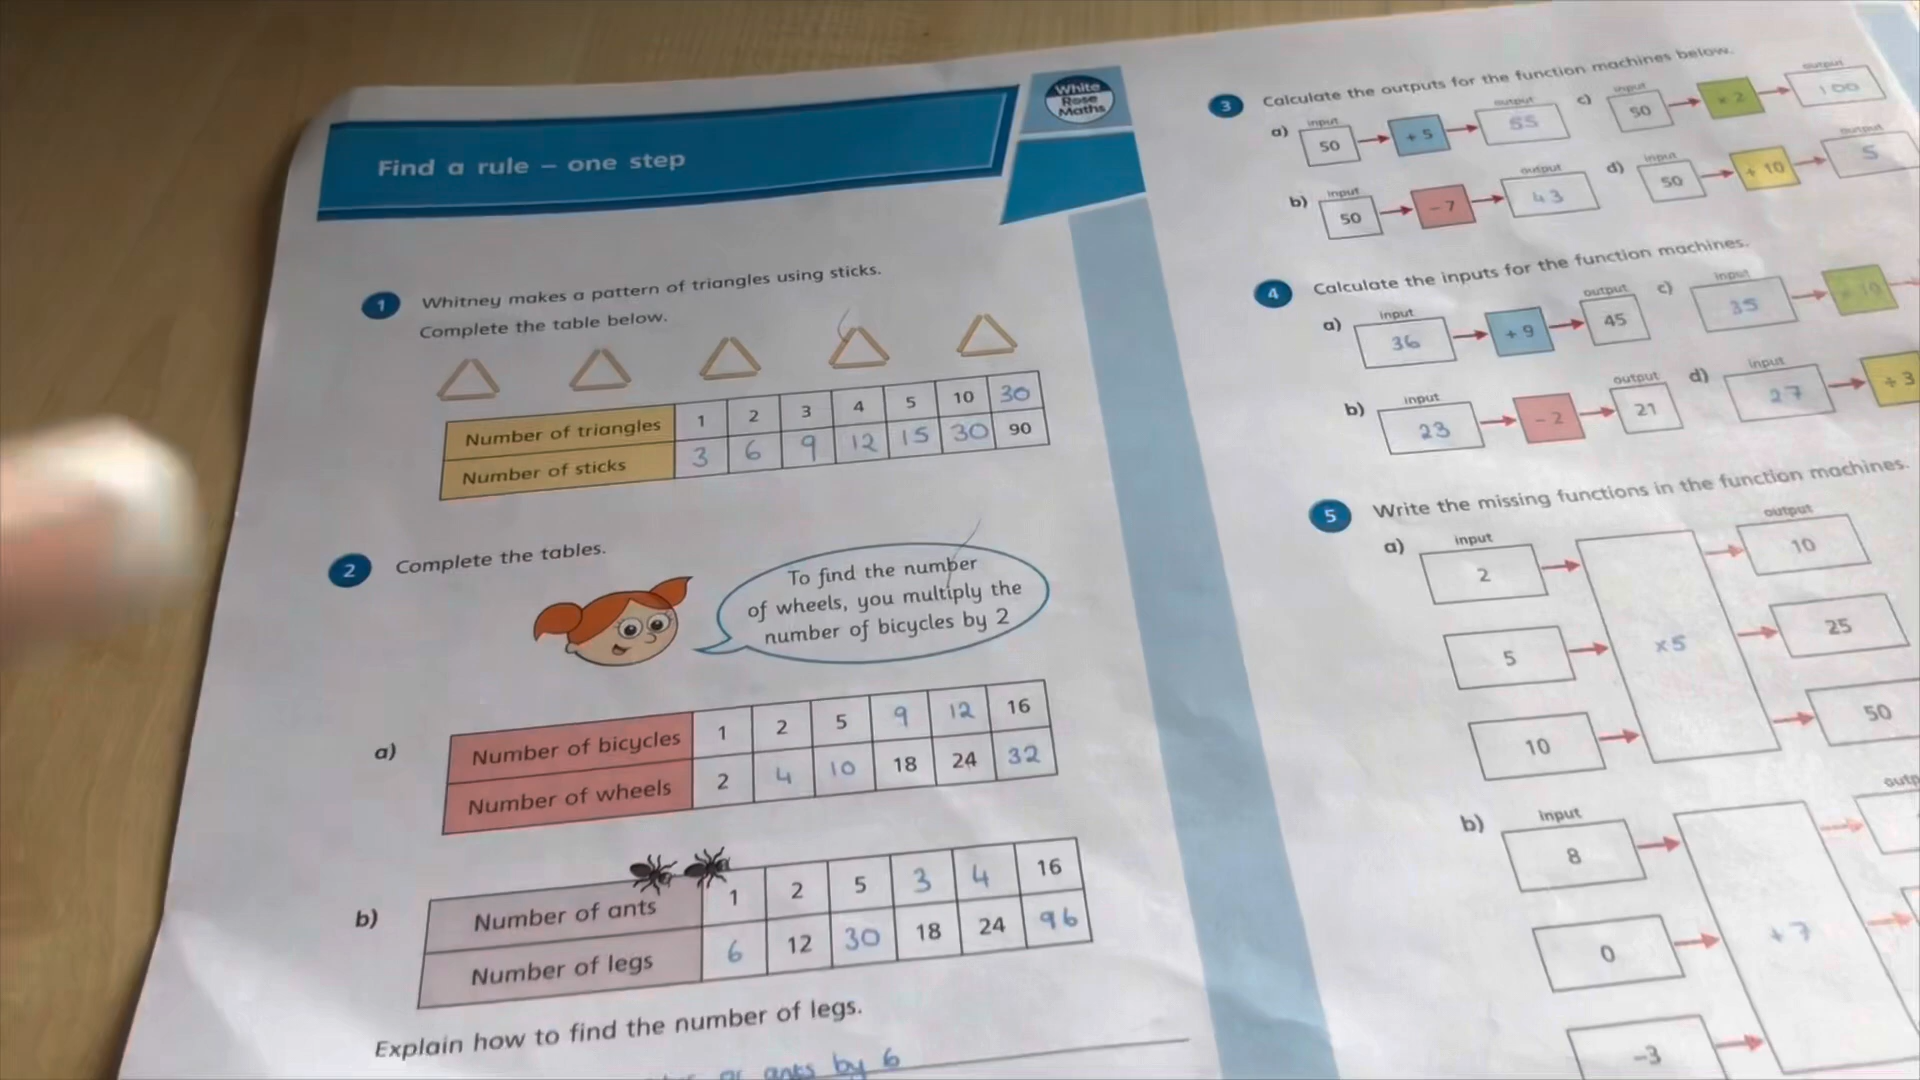 White
Rose
Maths
Find a rule – one step
1 Whitney makes a pattern of triangles using sticks.
Complete the table below.
Number of triangles 1 2 3 4 5 10 30
Number of sticks 3 6 9 12 15 30 90
2 Complete the tables.
To find the number
of wheels, you multiply the
number of bicycles by 2
a)
Number of bicycles 1 2 5 9 12 16
Number of wheels 2 4 10 18 24 32
b)
Number of ants 1 2 5 3 4 16
Number of legs 6 12 30 18 24 96
Explain how to find the number of legs.
ants by 6
3 Calculate the outputs for the function machines below.
a) input 50 + 5 output 55
c) input 50 × 2 output 100
b) input 50 – 7 output 43
d) input 50 ÷ 10 output 5
4 Calculate the inputs for the function machines.
a) input 36 + 9 output 45
c) input 35 10
b) input 23 – 2 output 21
d) input 27 ÷ 3
5 Write the missing functions in the function machines.
a) input output
2 10
5 ×5 25
10 50
b) input
8
0 + 7
–3